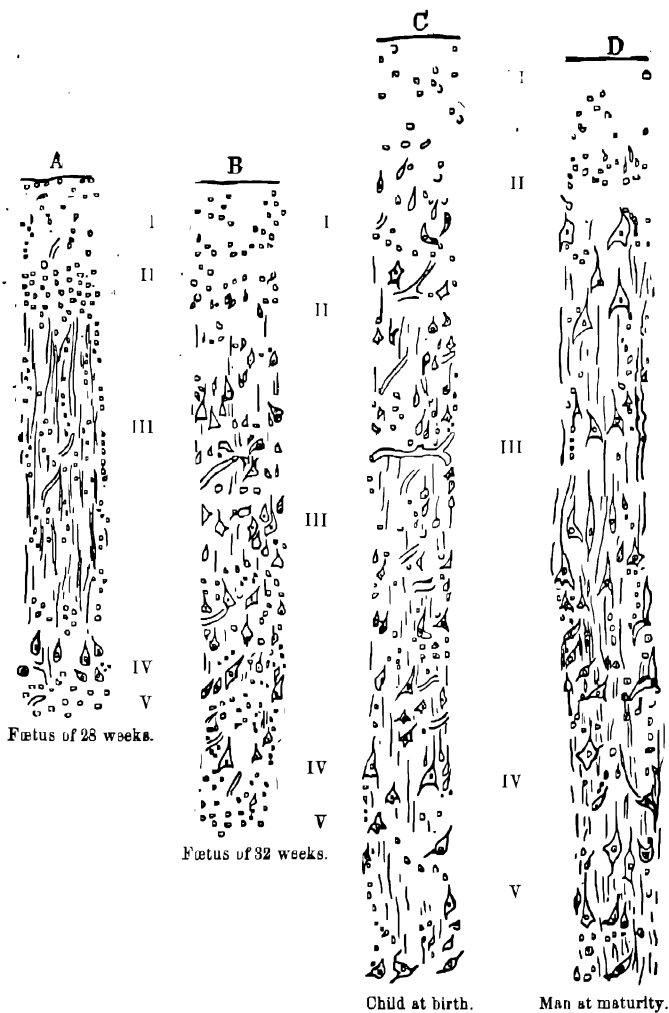 A
B
C
D
I
II
III
IV
V
I
II
III
IV
V
I
II
III
IV
V
Fœtus of 28 weeks.
Fœtus of 32 weeks.
Child at birth.
Man at maturity.